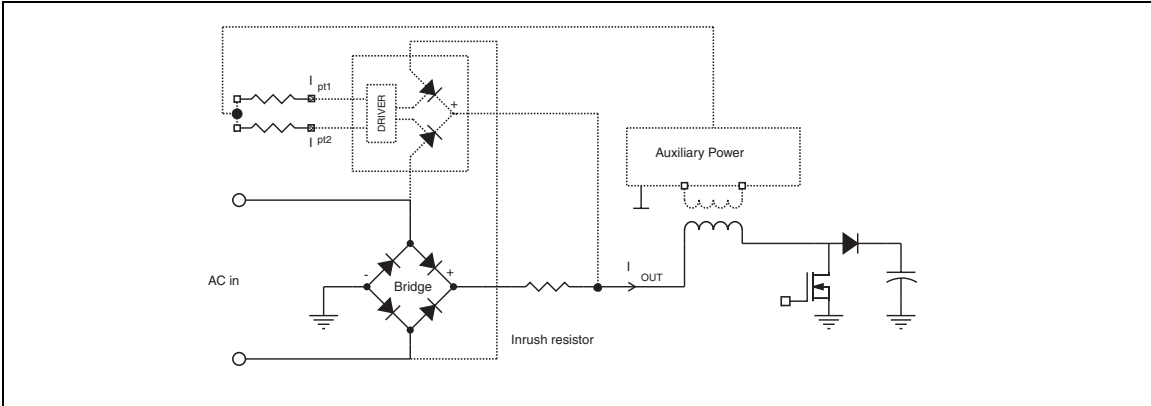 I pt1
DRIVER
+
I pt2
Auxiliary Power
AC in
-
Bridge
+
I OUT
Inrush resistor